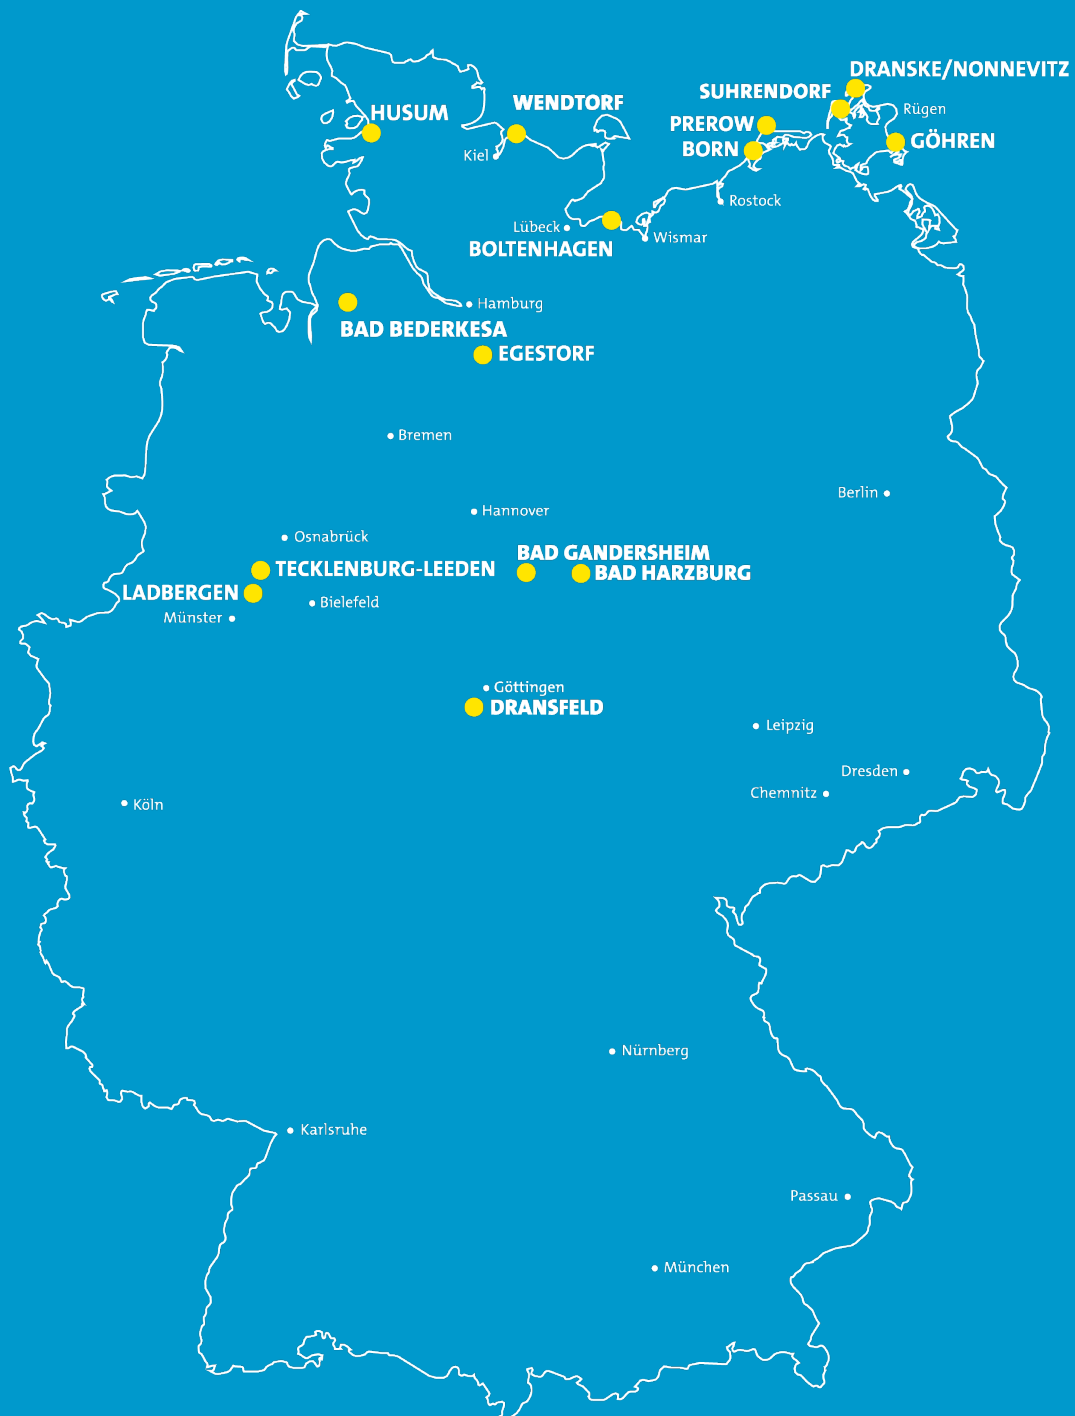 DRANSKE/NONNEVITZ
SUHRENDORF
WENDTORF
Rügen
HUSUM
PREROW
GÖHREN
BORN
Kiel
Rostock
Lübeck
Wismar
BOLTENHAGEN
Hamburg
BAD BEDERKESA
EGESTORF
Bremen
Berlin
Hannover
Osnabrück
BAD GANDERSHEIM
TECKLENBURG-LEEDEN
BAD HARZBURG
LADBERGEN
Bielefeld
Münster
Göttingen
DRANSFELD
Leipzig
Dresden
Chemnitz
Köln
Nürnberg
Karlsruhe
Passau
München